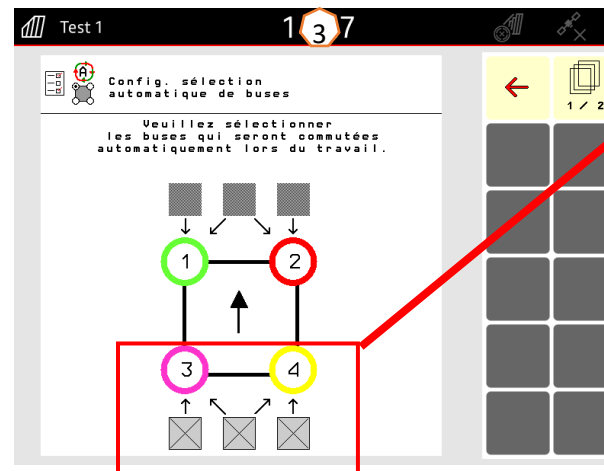 Test 1
1 3 7
Config. sélection
automatique de buses
1 / 2
Veuillez sélectionner
les buses qui seront commutées
automatiquement lors du travail.
1
2
3
4
A